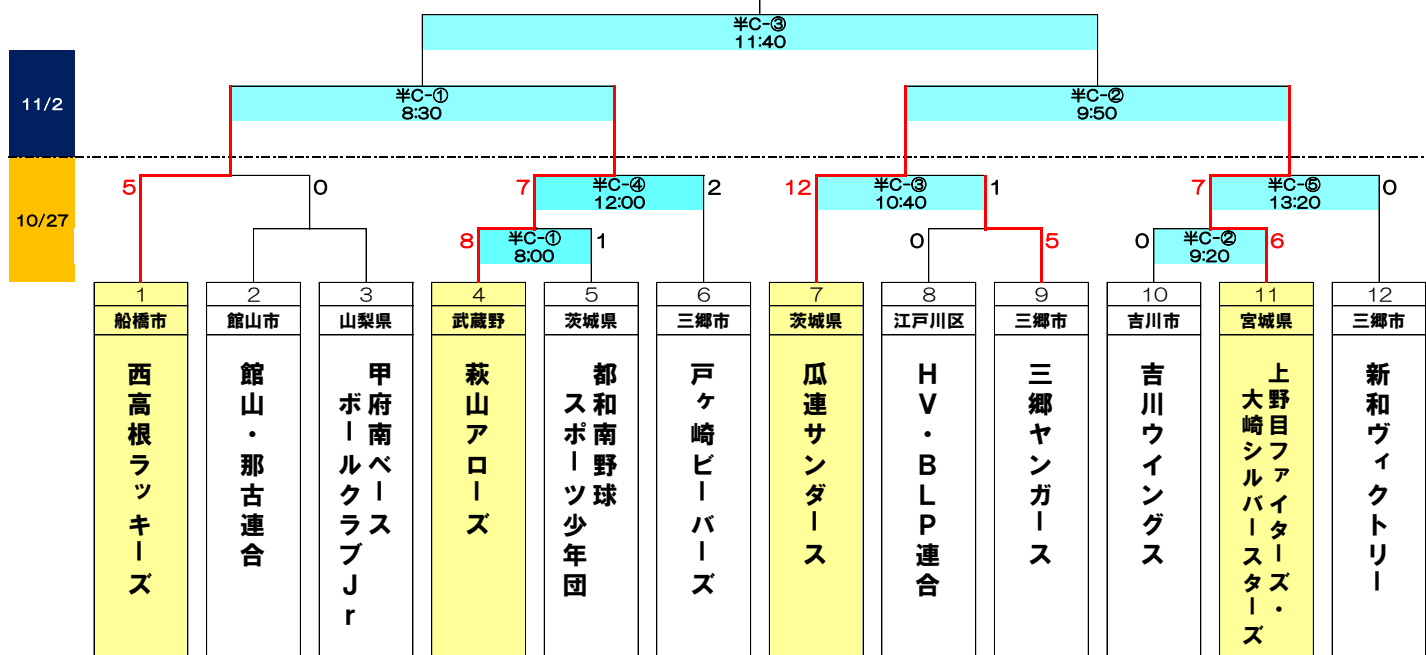 半C-③
11:40
11/2
半C-①
8:30
半C-②
9:50
10/27
5
0
7
半C-④
12:00
2
12
半C-③
10:40
1
7
半C-⑤
13:20
0
8
半C-①
8:00
1
0
5
0
半C-②
9:20
6
1
2
3
4
5
6
7
8
9
10
11
12
船橋市
館山市
山梨県
武蔵野
茨城県
三郷市
茨城県
江戸川区
三郷市
吉川市
宮城県
三郷市
西高根ラッキーズ
館山・那古連合
甲府南ベース
ボールクラブJr
萩山アローズ
都和南野球
スポーツ少年団
戸ヶ崎ビーバーズ
瓜連サンダース
HV・BLP連合
三郷ヤンガース
吉川ウイングス
上野目ファイターズ・
大崎シルバースターズ
新和ヴィクトリー